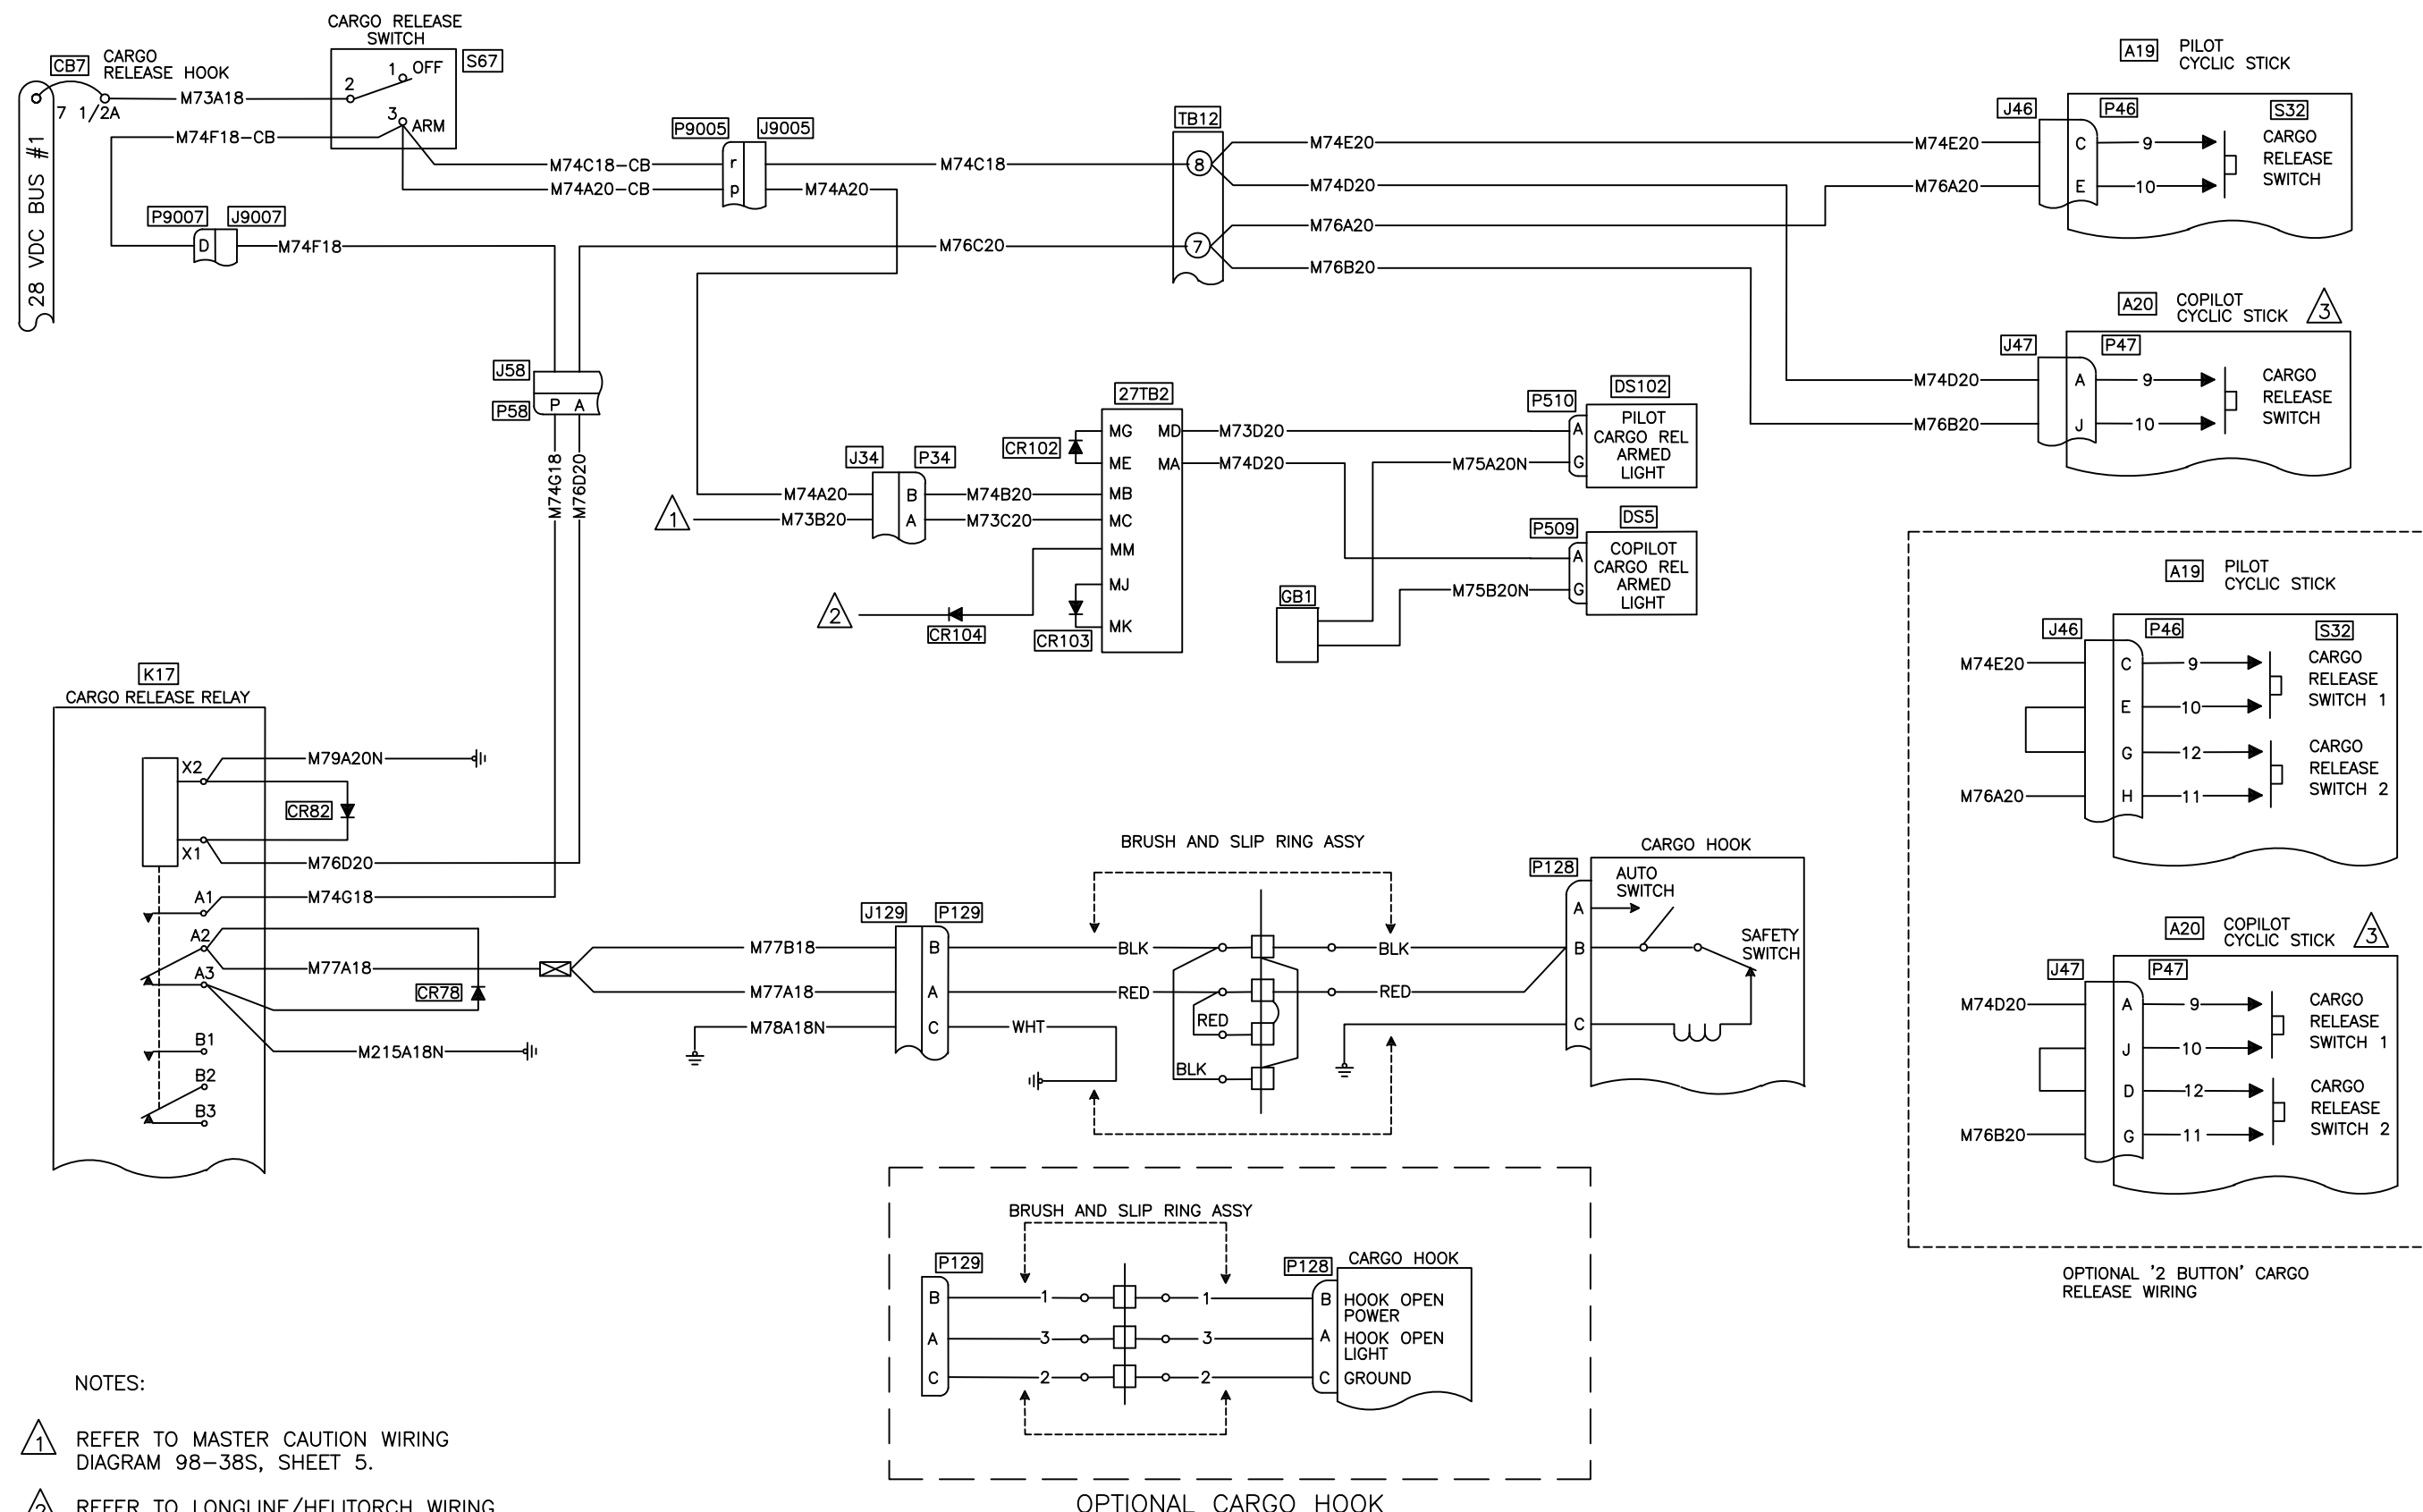 CARGO RELEASE
SWITCH
S67
CB7
CARGO
RELEASE HOOK
7 1/2A
28 VDC BUS #1
M73A18
1
OFF
2
3
ARM
M74F18-CB
P9007
J9007
D
M74F18
M74C18-CB
M74A20-CB
P9005
J9005
r
p
M74C18
M74A20
M76C20
TB12
8
7
M74E20
M74D20
M76A20
M76B20
M74E20
M76A20
A19
PILOT
CYCLIC STICK
J46
P46
S32
C
9
E
10
CARGO
RELEASE
SWITCH
A20
COPILOT
CYCLIC STICK
3
J47
P47
M74D20
A
9
M76B20
J
10
CARGO
RELEASE
SWITCH
J58
P58
P A
M74G18
M76D20
1
M74A20
M73B20
J34
P34
B
A
M74B20
M73C20
2
CR104
CR102
CR103
27TB2
MG
ME
MB
MC
MM
MJ
MK
MD
MA
M73D20
M74D20
M75A20N
M75B20N
GB1
P510
DS102
A
G
PILOT
CARGO REL
ARMED
LIGHT
P509
DS5
A
G
COPILOT
CARGO REL
ARMED
LIGHT
K17
CARGO RELEASE RELAY
X2
M79A20N
CR82
X1
M76D20
A1
M74G18
A2
M77A18
A3
CR78
B1
M215A18N
B2
B3
M77B18
M77A18
M78A18N
J129
P129
B
A
C
BRUSH AND SLIP RING ASSY
BLK
RED
WHT
RED
BLK
BLK
RED
P128
CARGO HOOK
A
AUTO
SWITCH
B
SAFETY
SWITCH
C
A19
PILOT
CYCLIC STICK
J46
P46
S32
M74E20
C
9
E
10
CARGO
RELEASE
SWITCH 1
G
12
M76A20
H
11
CARGO
RELEASE
SWITCH 2
A20
COPILOT
CYCLIC STICK
3
J47
P47
M74D20
A
9
J
10
CARGO
RELEASE
SWITCH 1
D
12
M76B20
G
11
CARGO
RELEASE
SWITCH 2
OPTIONAL '2 BUTTON' CARGO
RELEASE WIRING
BRUSH AND SLIP RING ASSY
P129
B
A
C
1
3
2
1
3
2
P128
CARGO HOOK
B
HOOK OPEN
POWER
A
HOOK OPEN
LIGHT
C
GROUND
OPTIONAL CARGO HOOK
NOTES:
1
REFER TO MASTER CAUTION WIRING
DIAGRAM 98-38S, SHEET 5.
2
REFER TO LONGLINE/HELITORCH WIRING